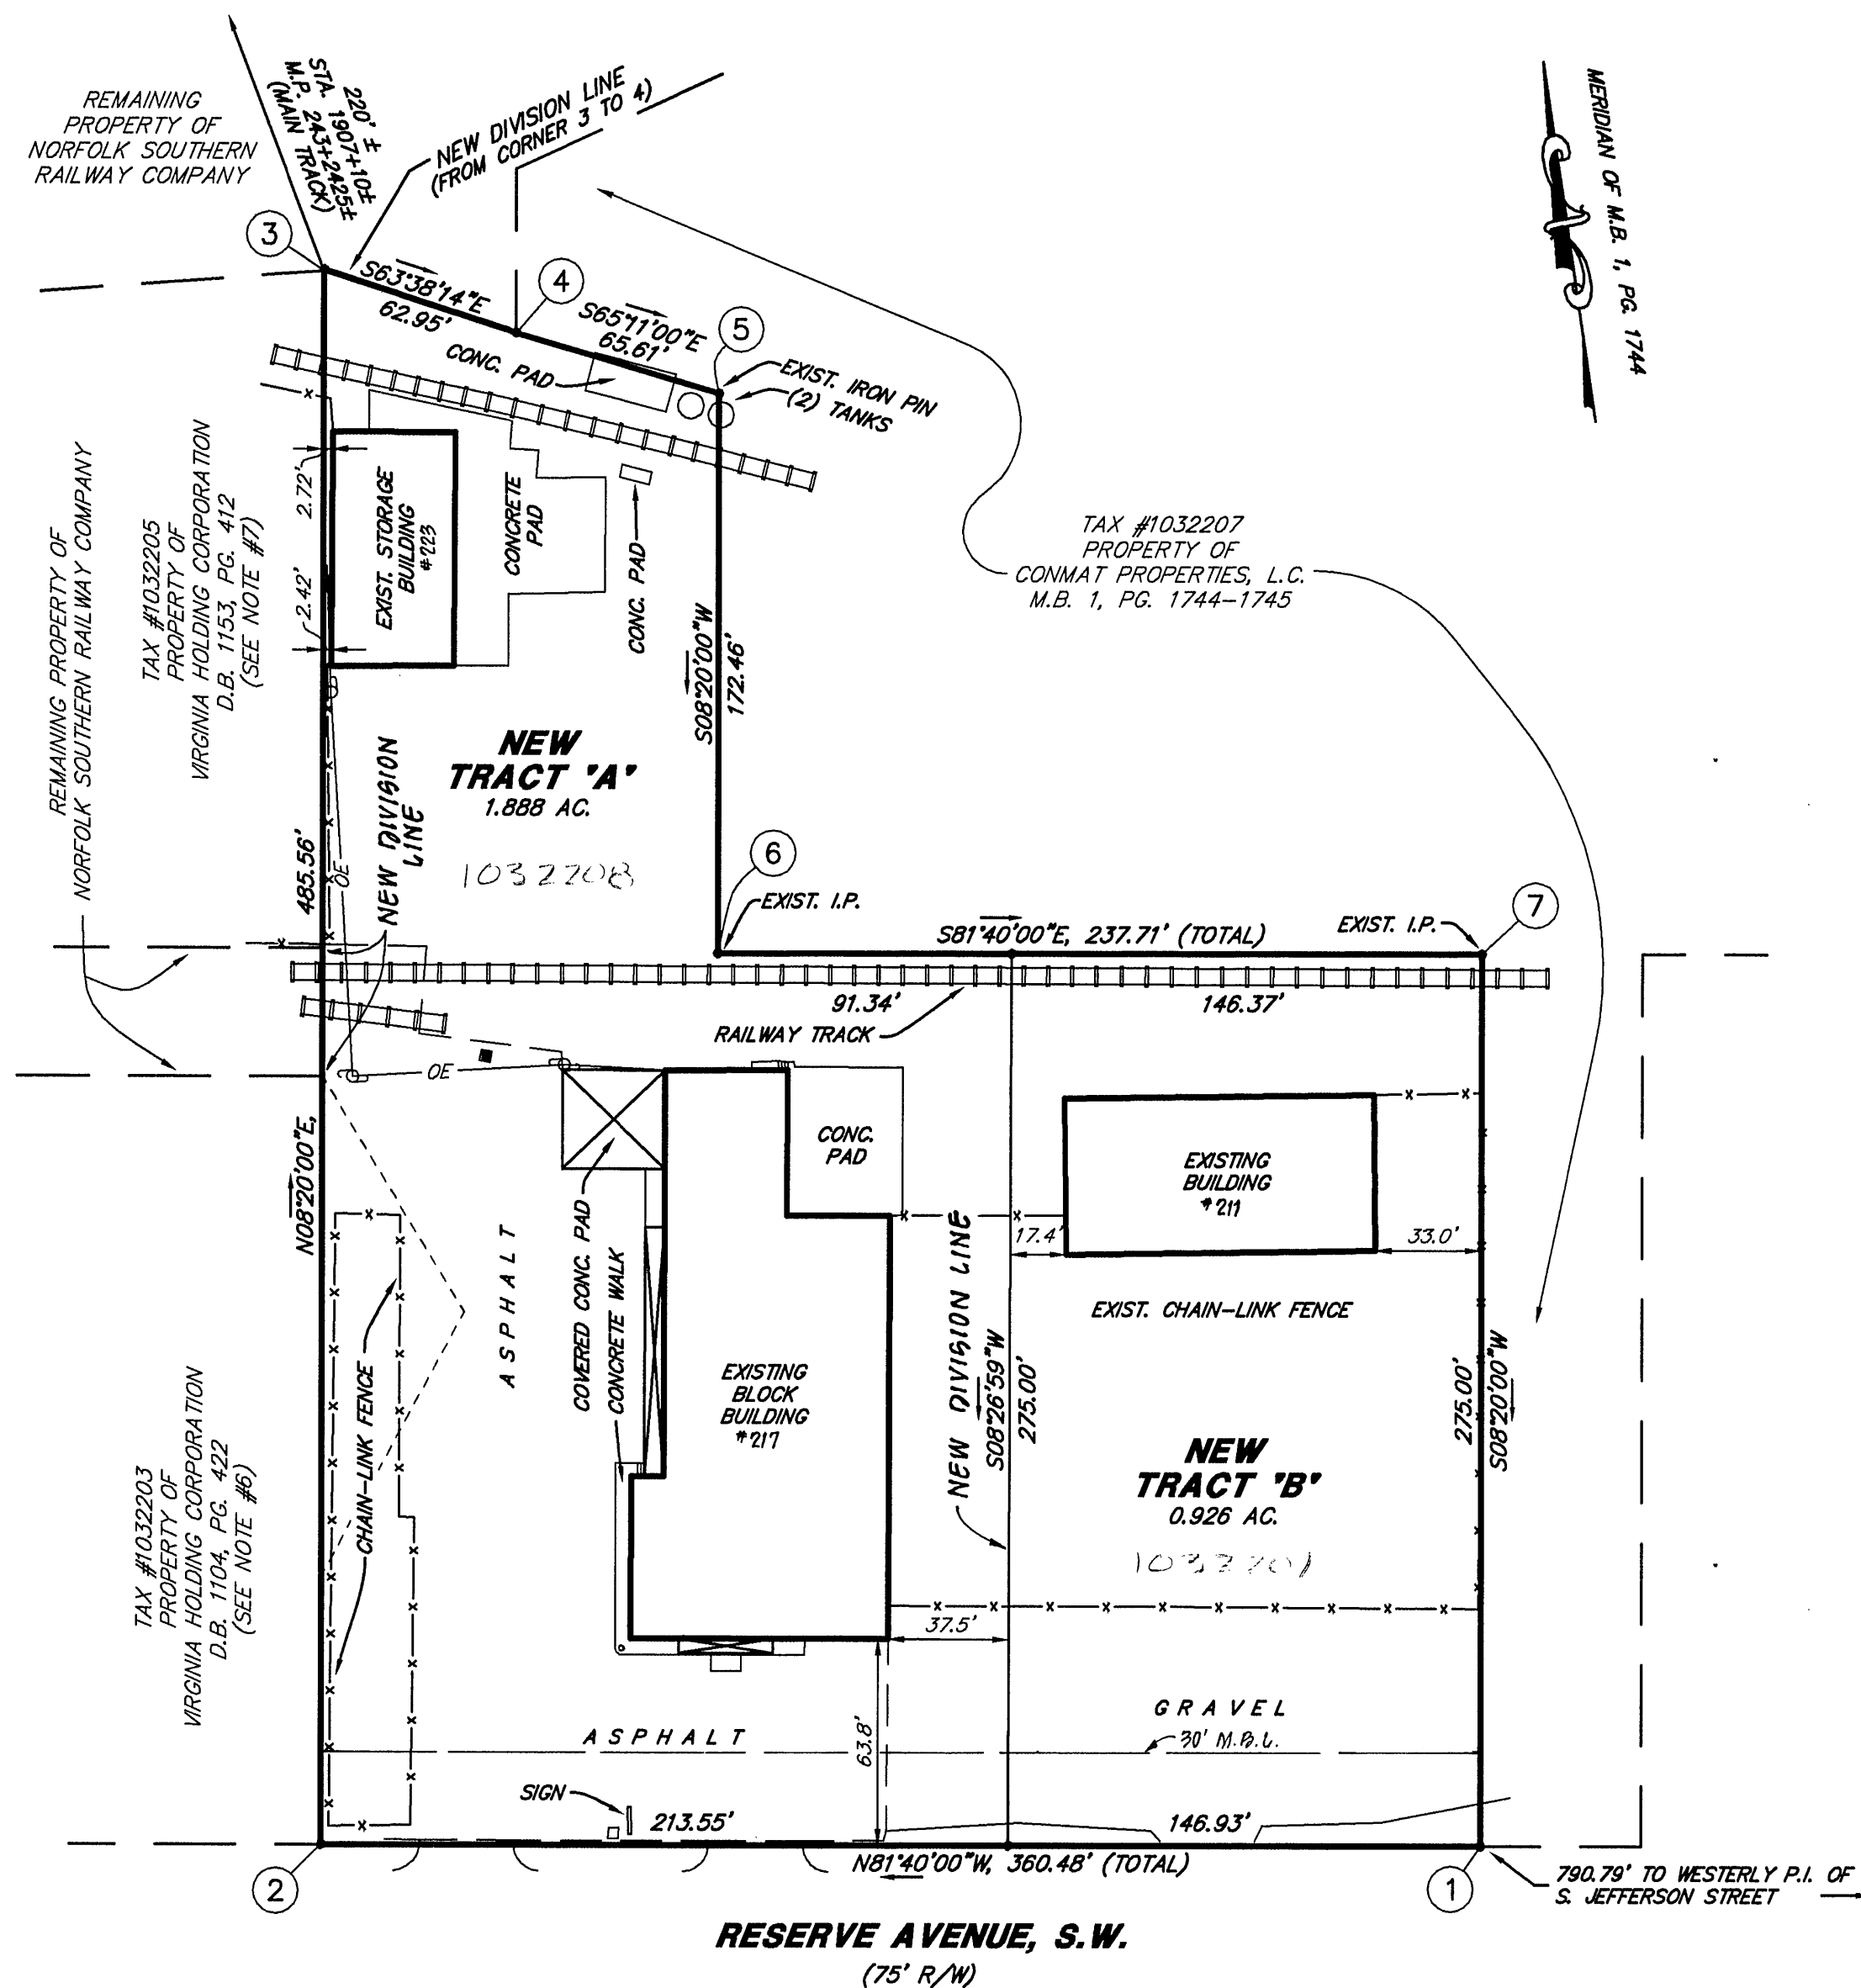 REMAINING
PROPERTY OF
NORFOLK SOUTHERN
RAILWAY COMPANY
220' ±
STA. 1907+10±
M.P. 243+2425±
(MAIN TRACK)
NEW DIVISION LINE
(FROM CORNER 3 TO 4)
MERIDIAN OF M.B. 1, PG. 1744
3
S63°38'14"E
62.95'
4
S65°11'00"E
65.61'
5
CONC. PAD
EXIST. IRON PIN
(2) TANKS
REMAINING PROPERTY OF
NORFOLK SOUTHERN RAILWAY COMPANY
TAX #1032205
PROPERTY OF
VIRGINIA HOLDING CORPORATION
D.B. 1153, PG. 412
(SEE NOTE #7)
2.72'
2.42'
EXIST. STORAGE
BUILDING
#223
CONCRETE
PAD
CONC. PAD
S08°20'00"W
172.46'
TAX #1032207
PROPERTY OF
CONMAT PROPERTIES, L.C.
M.B. 1, PG. 1744-1745
NEW
TRACT "A"
1.888 AC.
1032208
NEW DIVISION
LINE
485.56'
OE
6
EXIST. I.P.
S81°40'00"E, 237.71' (TOTAL)
EXIST. I.P.
7
91.34'
146.37'
RAILWAY TRACK
OE
N08°20'00"E,
CONC.
PAD
EXISTING
BUILDING
#211
17.4'
33.0'
ASPHALT
COVERED CONC. PAD
CONCRETE WALK
EXISTING
BLOCK
BUILDING
#217
NEW DIVISION LINE
S08°26'59"W
275.00'
EXIST. CHAIN-LINK FENCE
275.00'
S08°20'00"W
CHAIN-LINK FENCE
TAX #1032203
PROPERTY OF
VIRGINIA HOLDING CORPORATION
D.B. 1104, PG. 422
(SEE NOTE #6)
NEW
TRACT "B"
0.926 AC.
1032201
37.5'
63.8'
ASPHALT
GRAVEL
30' M.B.L.
SIGN
213.55'
146.93'
N81°40'00"W, 360.48' (TOTAL)
2
1
790.79' TO WESTERLY P.I. OF
S. JEFFERSON STREET
RESERVE AVENUE, S.W.
(75' R/W)